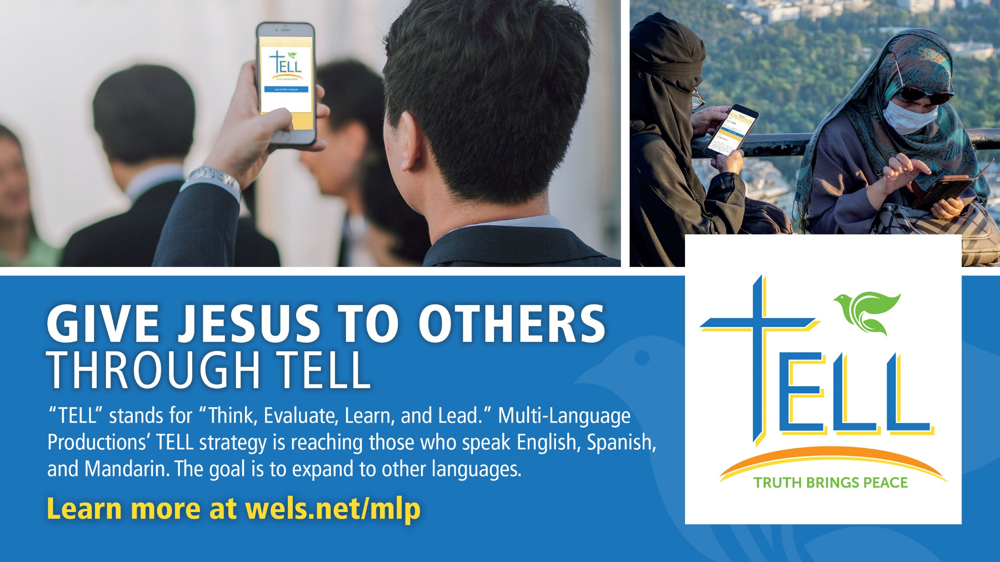 TELL
TRUTH BRINGS PEACE
Log In With Facebook
GIVE JESUS TO OTHERS
THROUGH TELL
“TELL” stands for “Think, Evaluate, Learn, and Lead.” Multi-Language
Productions’ TELL strategy is reaching those who speak English, Spanish,
and Mandarin. The goal is to expand to other languages.
Learn more at wels.net/mlp
tELL
TRUTH BRINGS PEACE